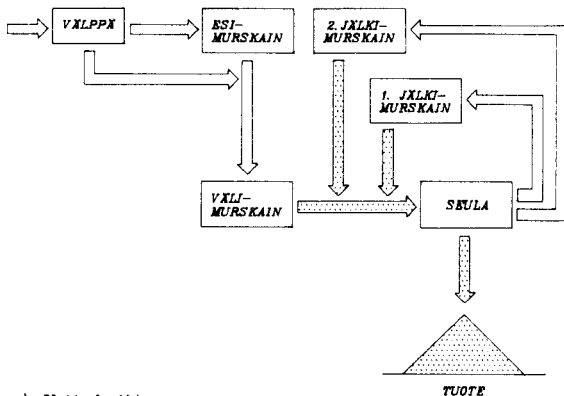 VÄLPPÄ
ESI-
MURSKAIN
2. JÄLKI-
MURSKAIN
1. JÄLKI-
MURSKAIN
VÄLI-
MURSKAIN
SEULA
TUOTE